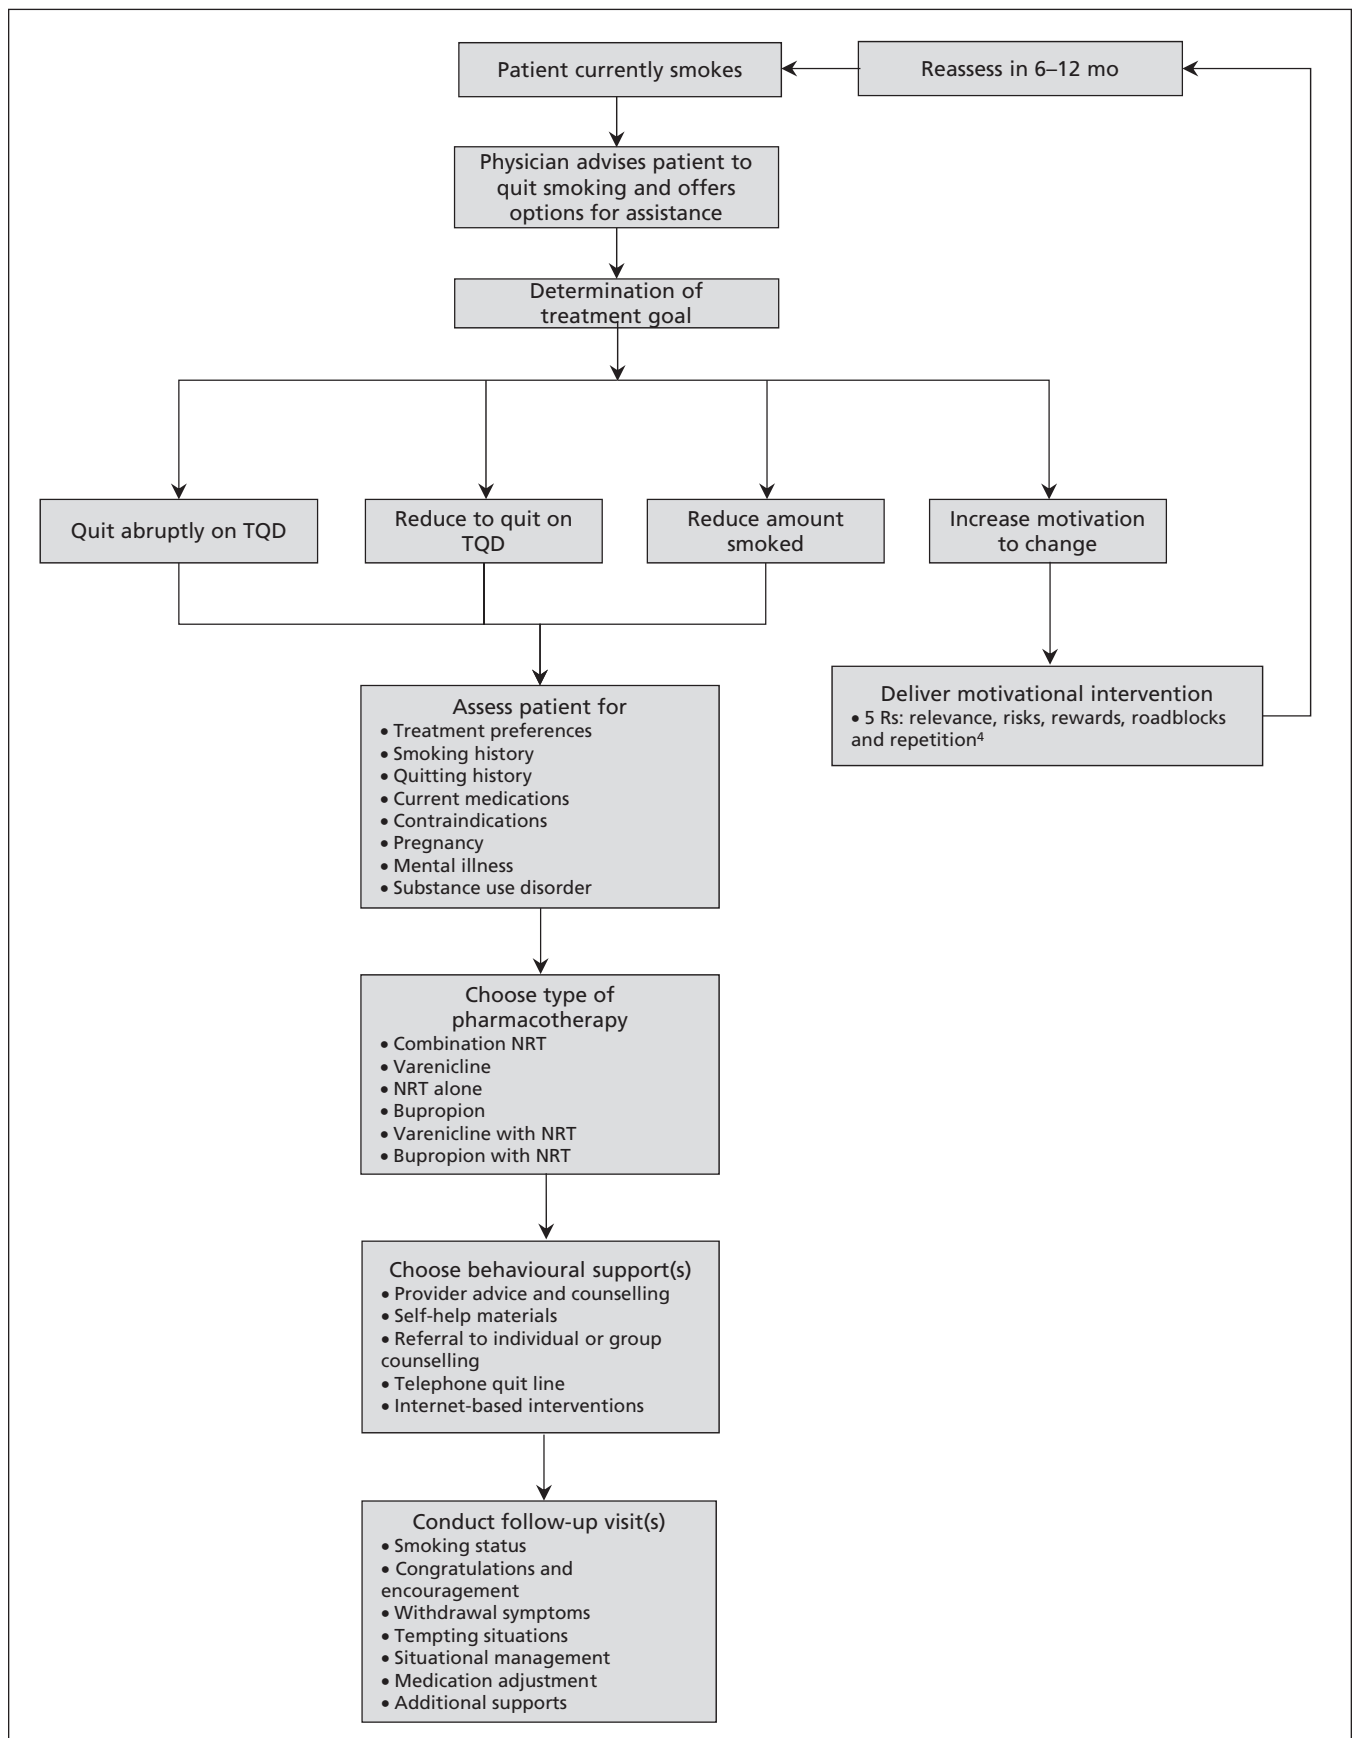 Patient currently smokes
Reassess in 6–12 mo
Physician advises patient to
quit smoking and offers
options for assistance
Determination of
treatment goal
Quit abruptly on TQD
Reduce to quit on
TQD
Reduce amount
smoked
Increase motivation
to change
Deliver motivational intervention
• 5 Rs: relevance, risks, rewards, roadblocks
and repetition⁴
Assess patient for
• Treatment preferences
• Smoking history
• Quitting history
• Current medications
• Contraindications
• Pregnancy
• Mental illness
• Substance use disorder
Choose type of
pharmacotherapy
• Combination NRT
• Varenicline
• NRT alone
• Bupropion
• Varenicline with NRT
• Bupropion with NRT
Choose behavioural support(s)
• Provider advice and counselling
• Self-help materials
• Referral to individual or group
counselling
• Telephone quit line
• Internet-based interventions
Conduct follow-up visit(s)
• Smoking status
• Congratulations and
encouragement
• Withdrawal symptoms
• Tempting situations
• Situational management
• Medication adjustment
• Additional supports